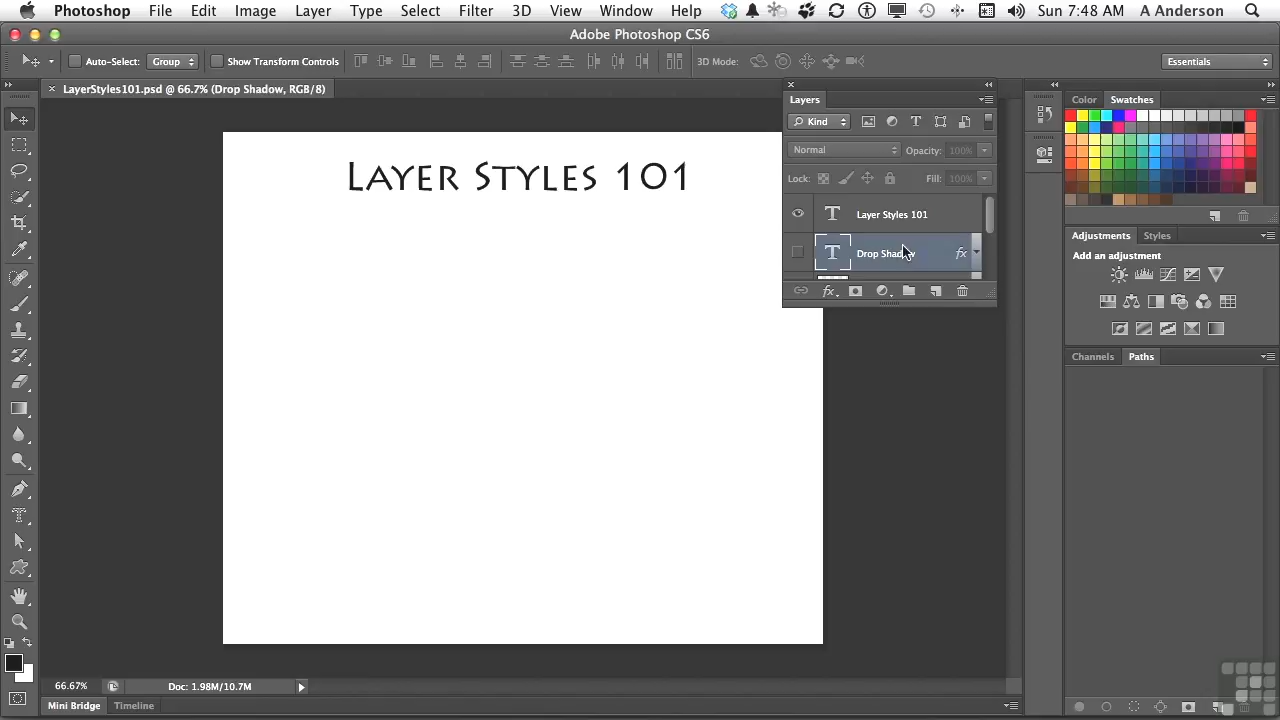 Photoshop File Edit Image Layer Type Select Filter 3D View Window Help Sun 7:48 AM A Anderson
Adobe Photoshop CS6
Auto-Select: Group Show Transform Controls 3D Mode: Essentials
LayerStyles101.psd @ 66.7% (Drop Shadow, RGB/8)
Layers
Color Swatches
Kind
Normal Opacity: 100%
Lock: Fill: 100%
LAYER STYLES 101
T Layer Styles 101
T Drop Shadow fx
fx
Adjustments Styles
Add an adjustment
Channels Paths
66.67% Doc: 1.98M/10.7M
Mini Bridge Timeline